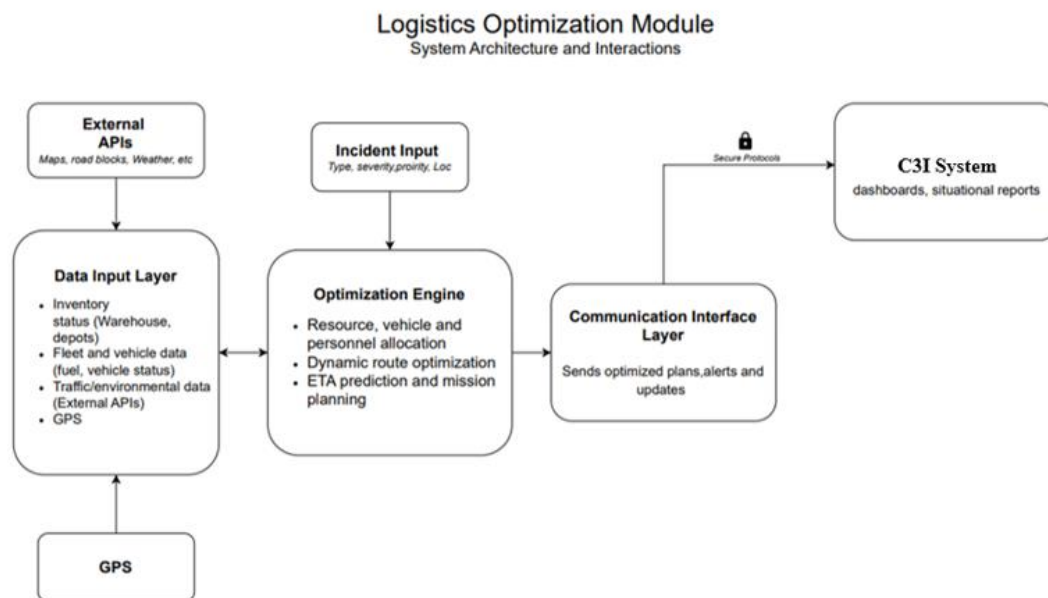 Logistics Optimization Module
System Architecture and Interactions
External
APIs
Maps, road blocks, Weather, etc
Incident Input
Type, severity,proirity, Loc
Secure Protocols
C3I System
dashboards, situational reports
Data Input Layer
• Inventory
status (Warehouse,
depots)
• Fleet and vehicle data
(fuel, vehicle status)
• Traffic/environmental data
(External APIs)
• GPS
Optimization Engine
• Resource, vehicle and
personnel allocation
• Dynamic route optimization
• ETA prediction and mission
planning
Communication Interface
Layer
Sends optimized plans,alerts and
updates
GPS